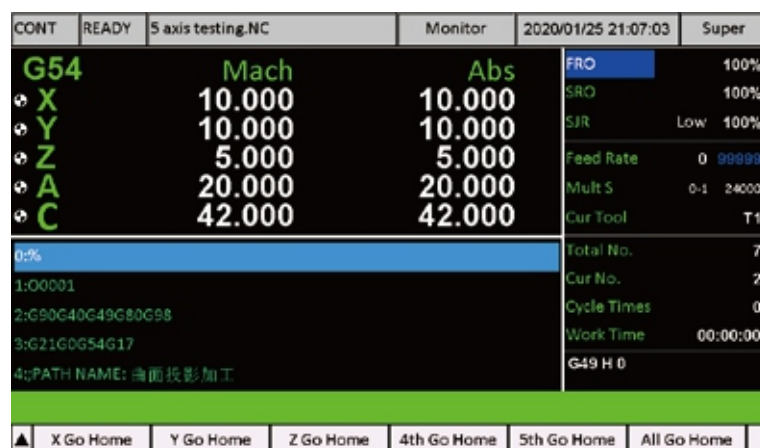 CONT READY 5 axis testing.NC Monitor 2020/01/25 21:07:03 Super
G54 Mach Abs
X 10.000 10.000
Y 10.000 10.000
Z 5.000 5.000
A 20.000 20.000
C 42.000 42.000
FRO 100%
SRO 100%
SJR Low 100%
Feed Rate 0 99999
Mult S 0-1 24000
Cur Tool T1
Total No. 7
Cur No. 2
Cycle Times 0
Work Time 00:00:00
G49 H 0
0:%
1:O0001
2:G90G40G49G80G98
3:G21G0G54G17
4:;PATH NAME: 曲面投影加工
▲ X Go Home Y Go Home Z Go Home 4th Go Home 5th Go Home All Go Home